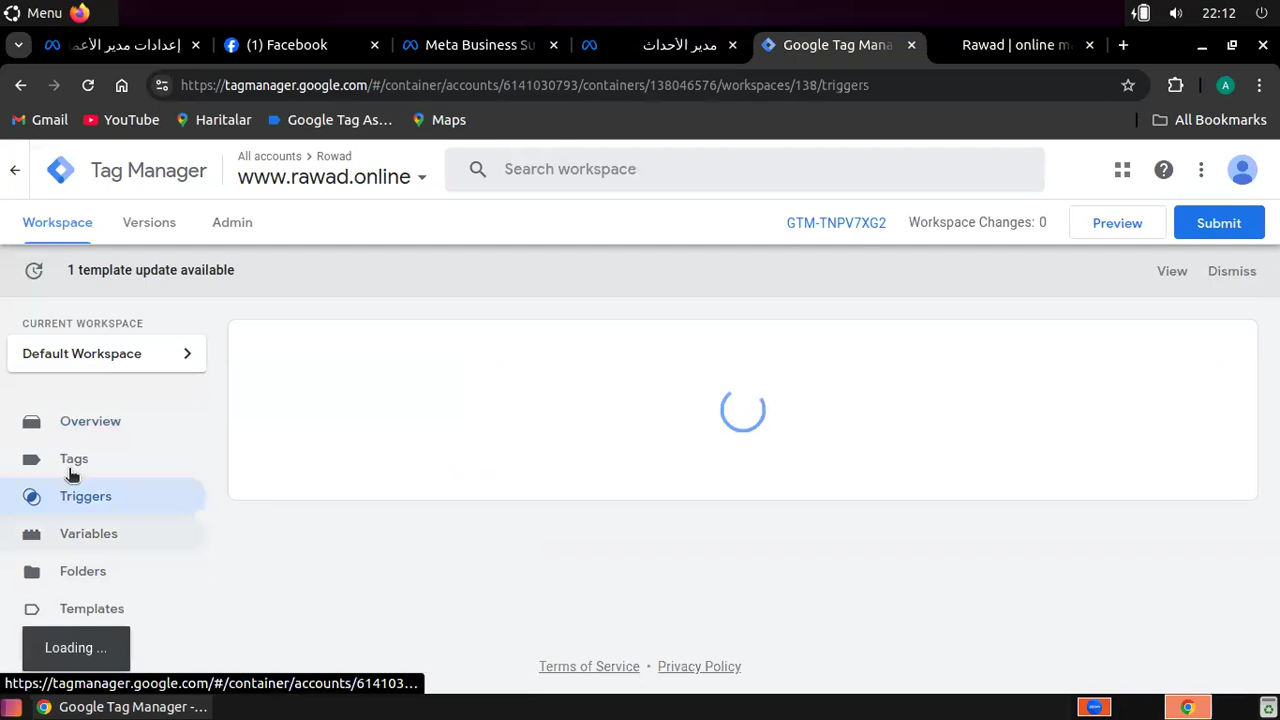 Menu
22:12
إعدادات مدير الأعم
(1) Facebook
Meta Business Su
مدير الأحداث
Google Tag Mana
Rawad | online m
https://tagmanager.google.com/#/container/accounts/6141030793/containers/138046576/workspaces/138/triggers
A
Gmail
YouTube
Haritalar
Google Tag As...
Maps
All Bookmarks
Tag Manager
All accounts > Rowad
www.rawad.online
Search workspace
Workspace
Versions
Admin
GTM-TNPV7XG2
Workspace Changes: 0
Preview
Submit
1 template update available
View
Dismiss
CURRENT WORKSPACE
Default Workspace
Overview
Tags
Triggers
Variables
Folders
Templates
Loading ...
Terms of Service • Privacy Policy
https://tagmanager.google.com/#/container/accounts/614103...
Google Tag Manager -...